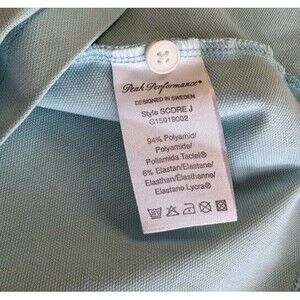 Peak Performance®
DESIGNED IN SWEDEN
Style SCORE J
G15019002
94% Polyamid/
Polyamide/
Poliamida Tactel®
6% Elastan/Elastane/
Elasthan/Élasthanne/
Elastano Lycra®